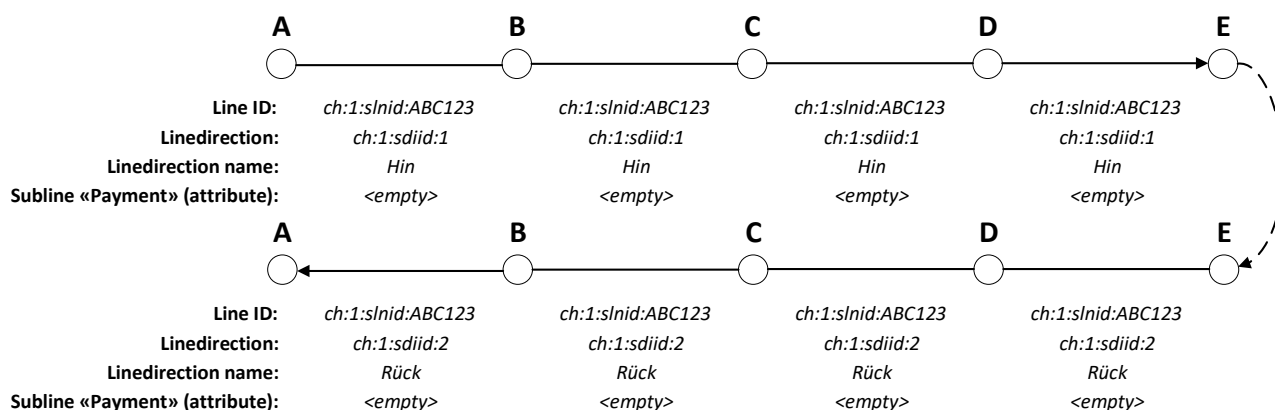 A B C D E
Line ID: ch:1:slnid:ABC123 ch:1:slnid:ABC123 ch:1:slnid:ABC123 ch:1:slnid:ABC123
Linedirection: ch:1:sdiid:1 ch:1:sdiid:1 ch:1:sdiid:1 ch:1:sdiid:1
Linedirection name: Hin Hin Hin Hin
Subline «Payment» (attribute): <empty> <empty> <empty> <empty>
A B C D E
Line ID: ch:1:slnid:ABC123 ch:1:slnid:ABC123 ch:1:slnid:ABC123 ch:1:slnid:ABC123
Linedirection: ch:1:sdiid:2 ch:1:sdiid:2 ch:1:sdiid:2 ch:1:sdiid:2
Linedirection name: Rück Rück Rück Rück
Subline «Payment» (attribute): <empty> <empty> <empty> <empty>